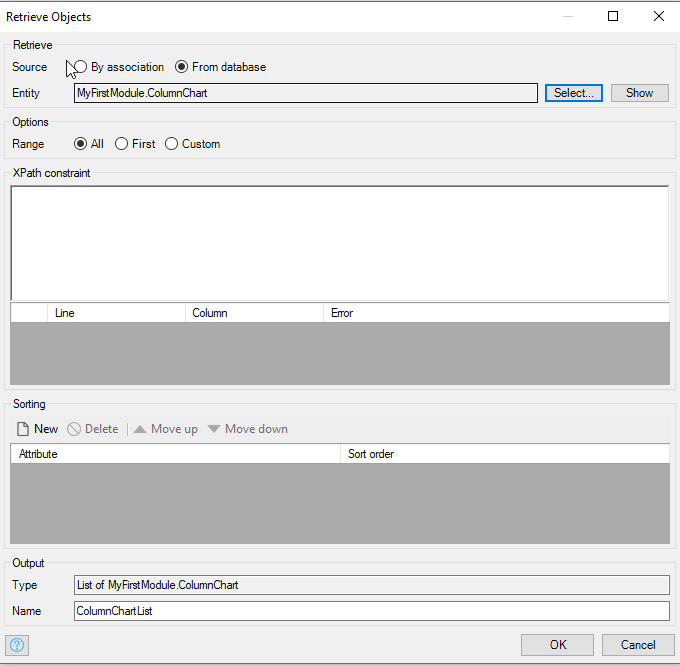 Retrieve Objects
Retrieve
Source By association From database
Entity MyFirstModule.ColumnChart Select... Show
Options
Range All First Custom
XPath constraint
Line Column Error
Sorting
New Delete Move up Move down
Attribute Sort order
Output
Type List of MyFirstModule.ColumnChart
Name ColumnChartList
? OK Cancel